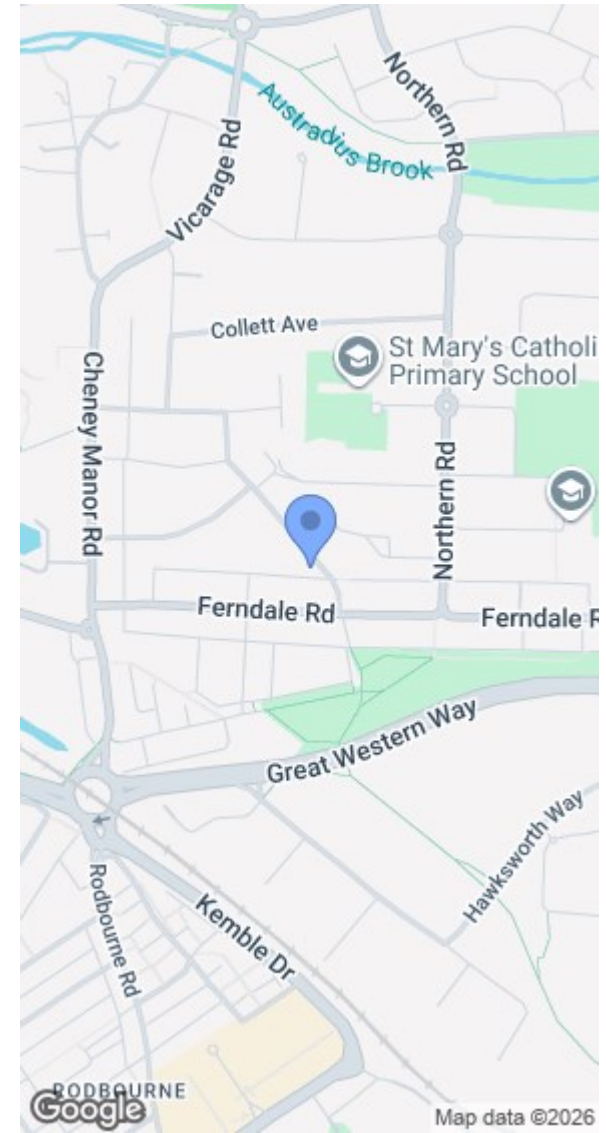 Northern Rd
Austradius Brook
Vicarage Rd
Collett Ave
St Mary's Catholi
Primary School
Cheney Manor Rd
Northern Rd
Ferndale Rd
Ferndale R
Great Western Way
Hawksworth Way
Rodbourne Rd
Kemble Dr
RODBOURNE
Google
Map data ©2026